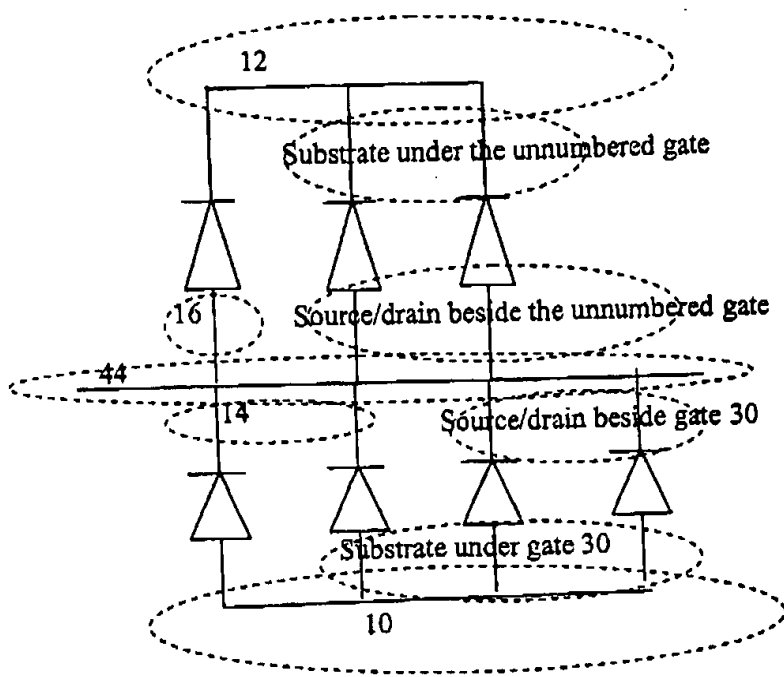 12
Substrate under the unnumbered gate
16
Source/drain beside the unnumbered gate
44
14
Source/drain beside gate 30
Substrate under gate 30
10